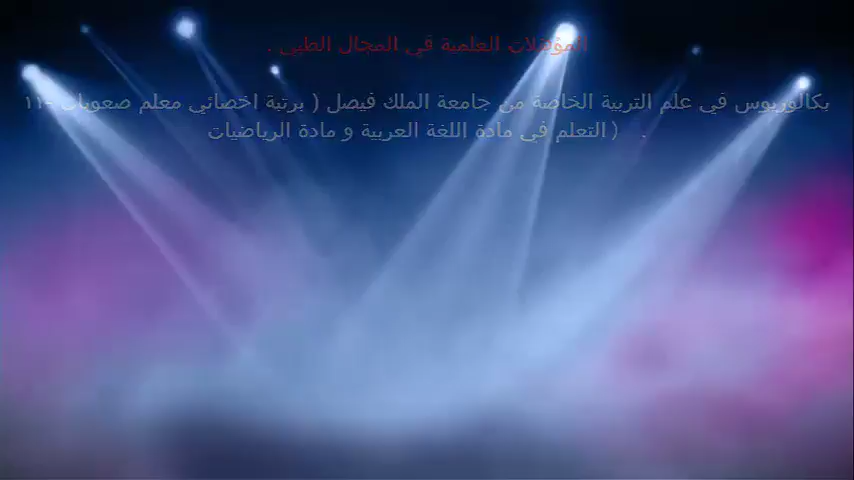 المؤهلات العلمية في المجال الطبي .
١١- بكالوريوس في علم التربية الخاصة من جامعة الملك فيصل ( برتبة اخصائي معلم صعوبات
التعلم في مادة اللغة العربية و مادة الرياضيات ) .